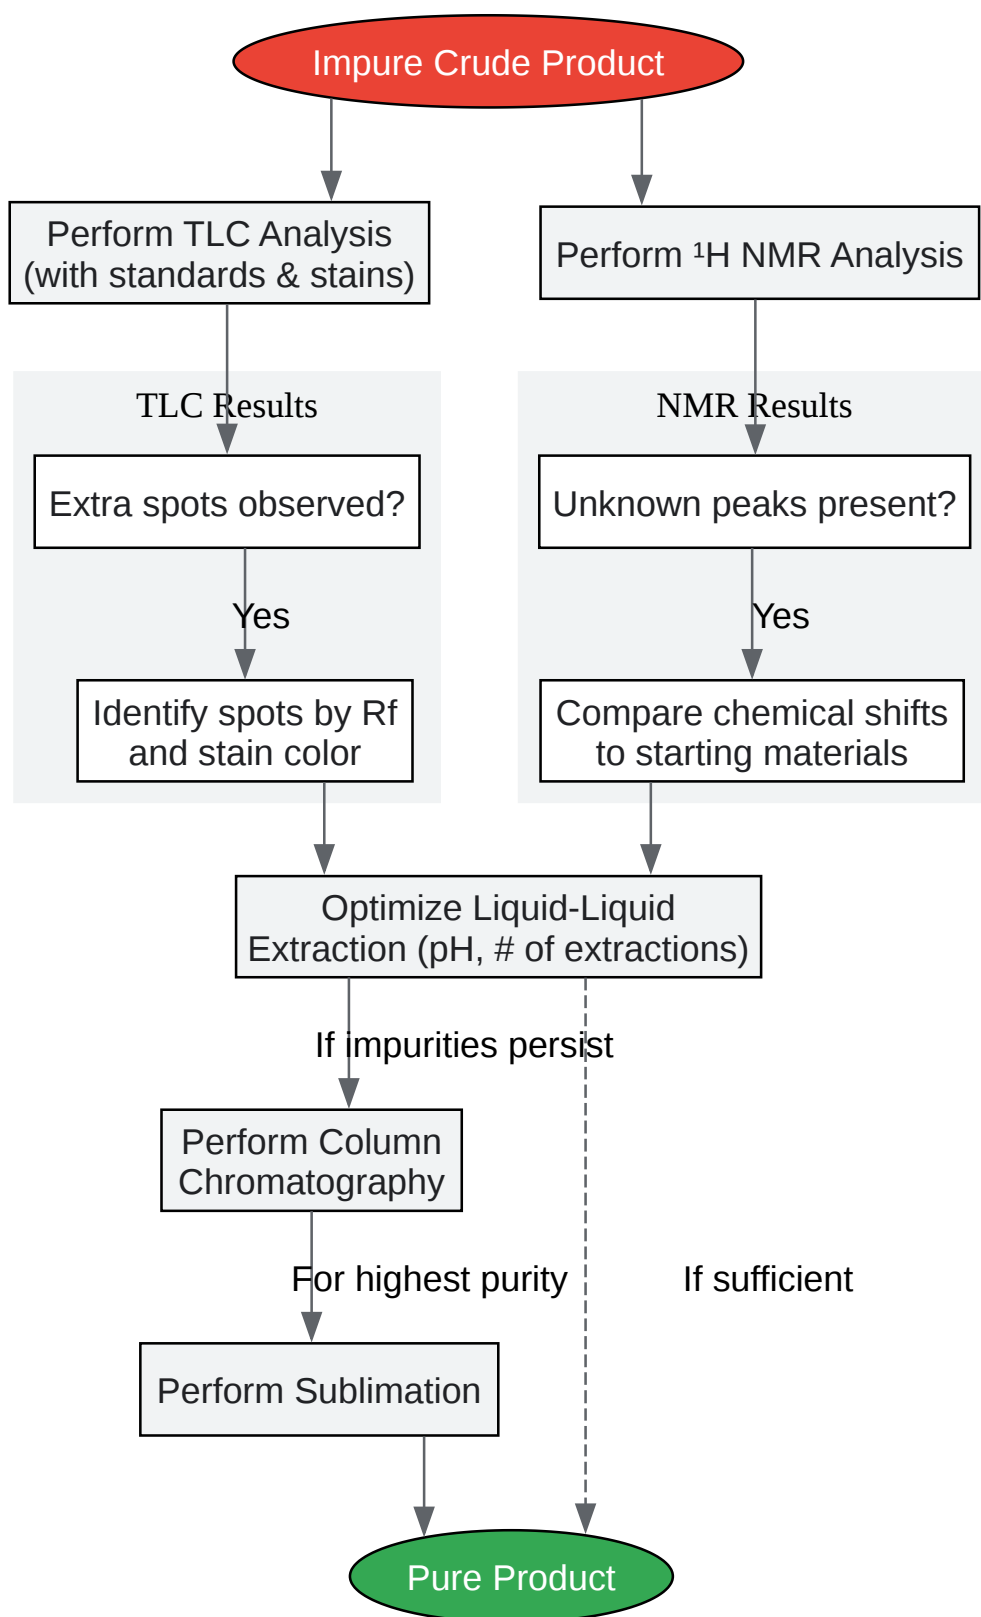 Impure Crude Product
Perform TLC Analysis
(with standards & stains)
Perform ¹H NMR Analysis
TLC Results
NMR Results
Extra spots observed?
Unknown peaks present?
Yes
Yes
Identify spots by Rf
and stain color
Compare chemical shifts
to starting materials
Optimize Liquid-Liquid
Extraction (pH, # of extractions)
If impurities persist
Perform Column
Chromatography
For highest purity
If sufficient
Perform Sublimation
Pure Product